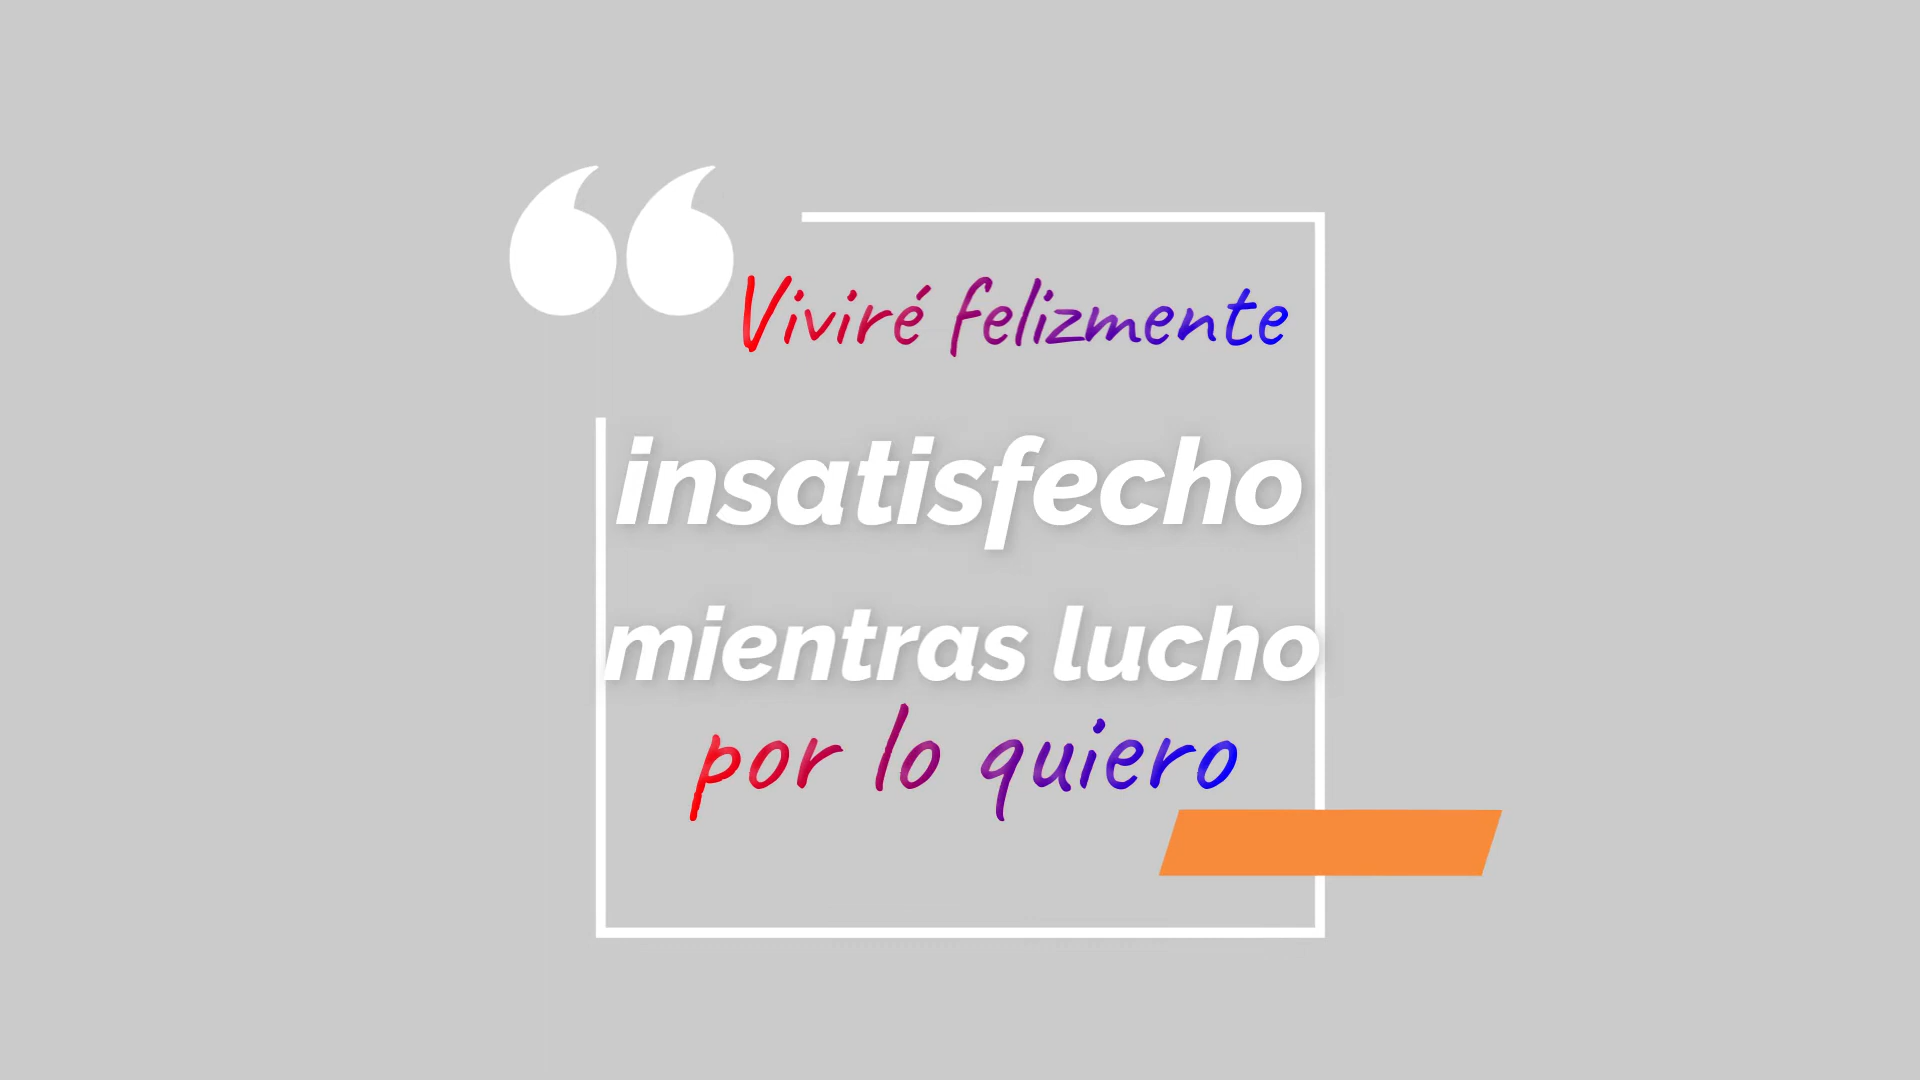 Viviré felizmente
insatisfecho
mientras lucho
por lo quiero